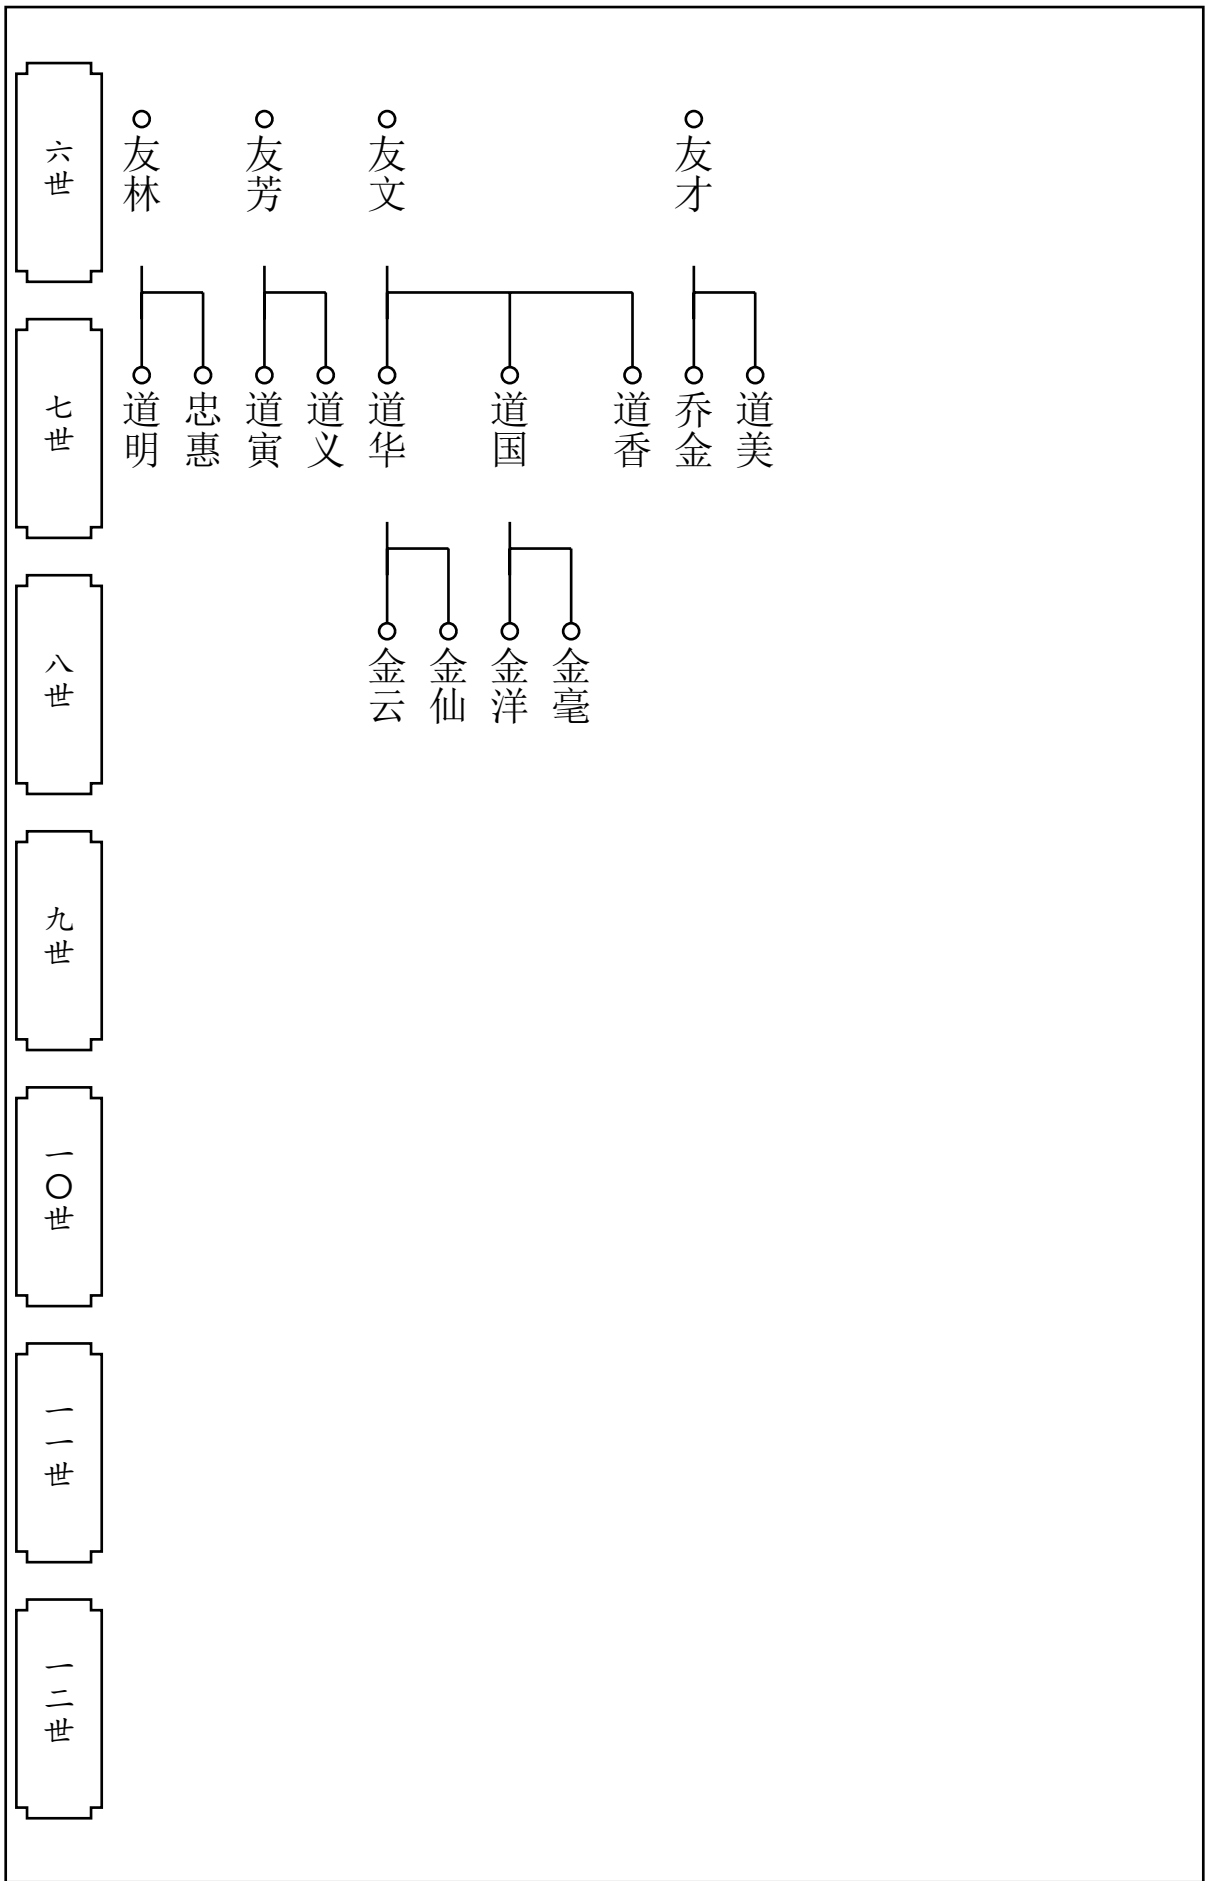 六世
友林
友芳
友文
友才
七世
道明
忠惠
道寅
道义
道华
道国
道香
乔金
道美
八世
金云
金仙
金洋
金毫
九世
一〇世
一一世
一二世